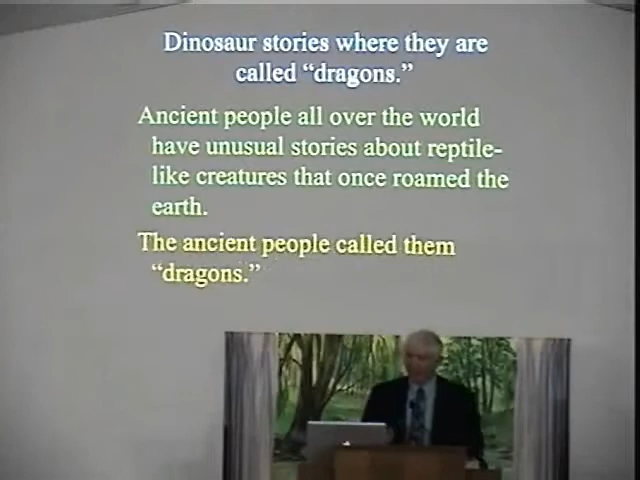 Dinosaur stories where they are
called “dragons.”
Ancient people all over the world
have unusual stories about reptile-
like creatures that once roamed the
earth.
The ancient people called them
“dragons.”